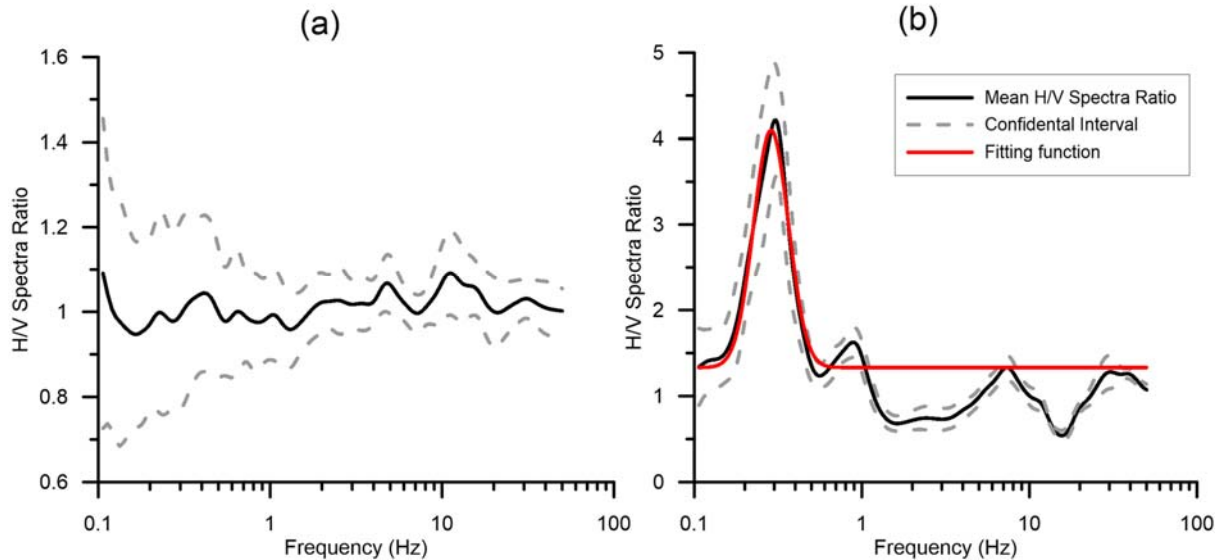 (a)
1.6
1.4
1.2
1
0.8
0.6
H/V Spectra Ratio
0.1
1
10
100
Frequency (Hz)
(b)
5
4
3
2
1
0
H/V Spectra Ratio
0.1
1
10
100
Frequency (Hz)
Mean H/V Spectra Ratio
Confidental Interval
Fitting function